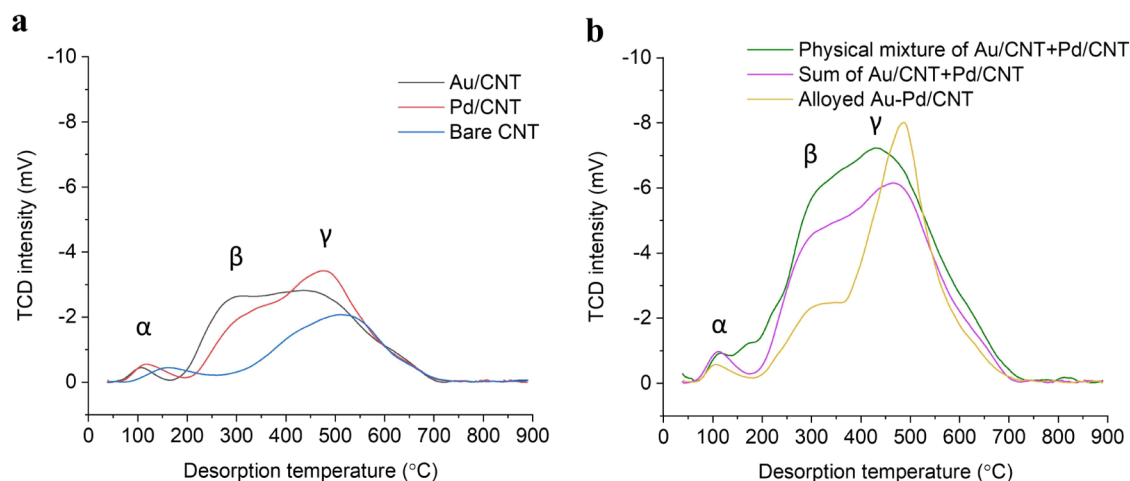 a
-10
-8
-6
-4
-2
0
TCD intensity (mV)
Au/CNT
Pd/CNT
Bare CNT
α
β
γ
0 100 200 300 400 500 600 700 800 900
Desorption temperature (°C)
b
-10
-8
-6
-4
-2
0
TCD intensity (mV)
Physical mixture of Au/CNT+Pd/CNT
Sum of Au/CNT+Pd/CNT
Alloyed Au-Pd/CNT
α
β
γ
0 100 200 300 400 500 600 700 800 900
Desorption temperature (°C)